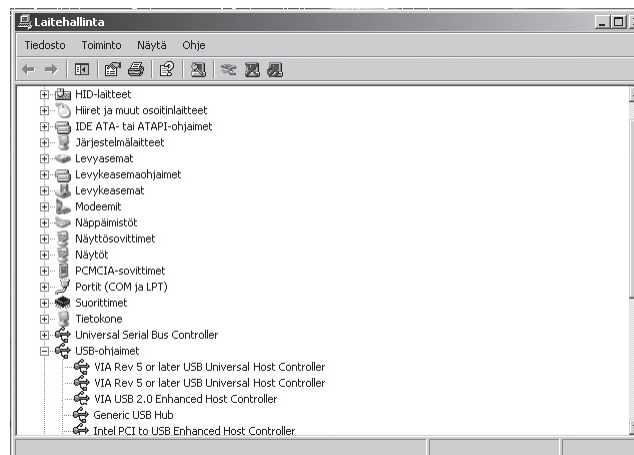 Laitehallinta
Tiedosto Toiminto Näytä Ohje
HID-laitteet
Hiiret ja muut osoitinlaitteet
IDE ATA- tai ATAPI-ohjaimet
Järjestelmälaitteet
Levyasemat
Levykeasemaohjaimet
Levykeasemat
Modeemit
Näppäimistöt
Näyttösovittimet
Näytöt
PCMCIA-sovittimet
Portit (COM ja LPT)
Suorittimet
Tietokone
Universal Serial Bus Controller
USB-ohjaimet
VIA Rev 5 or later USB Universal Host Controller
VIA Rev 5 or later USB Universal Host Controller
VIA USB 2.0 Enhanced Host Controller
Generic USB Hub
Intel PCI to USB Enhanced Host Controller